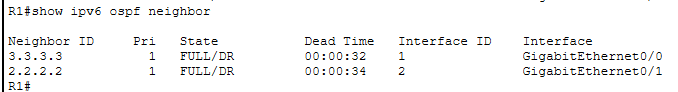 R1#show ipv6 ospf neighbor
Neighbor ID Pri State Dead Time Interface ID Interface
3.3.3.3 1 FULL/DR 00:00:32 1 GigabitEthernet0/0
2.2.2.2 1 FULL/DR 00:00:34 2 GigabitEthernet0/1
R1#